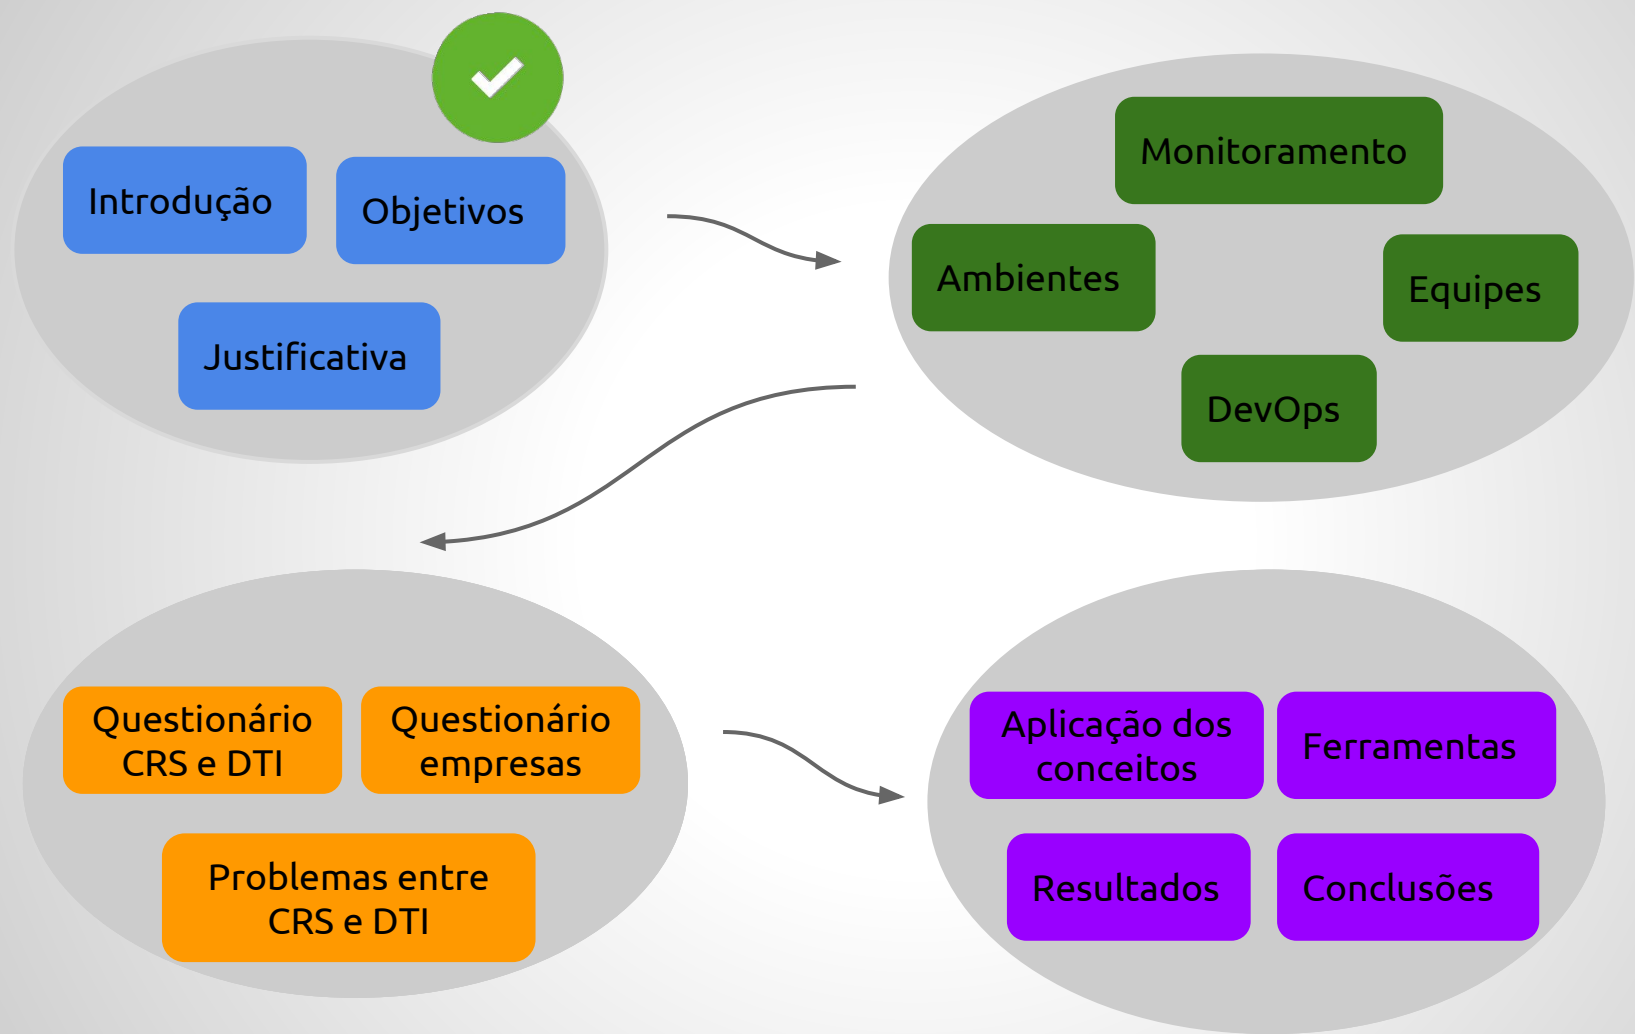 Introdução
Objetivos
Justificativa
Monitoramento
Ambientes
Equipes
DevOps
Questionário
CRS e DTI
Questionário
empresas
Problemas entre
CRS e DTI
Aplicação dos
conceitos
Ferramentas
Resultados
Conclusões